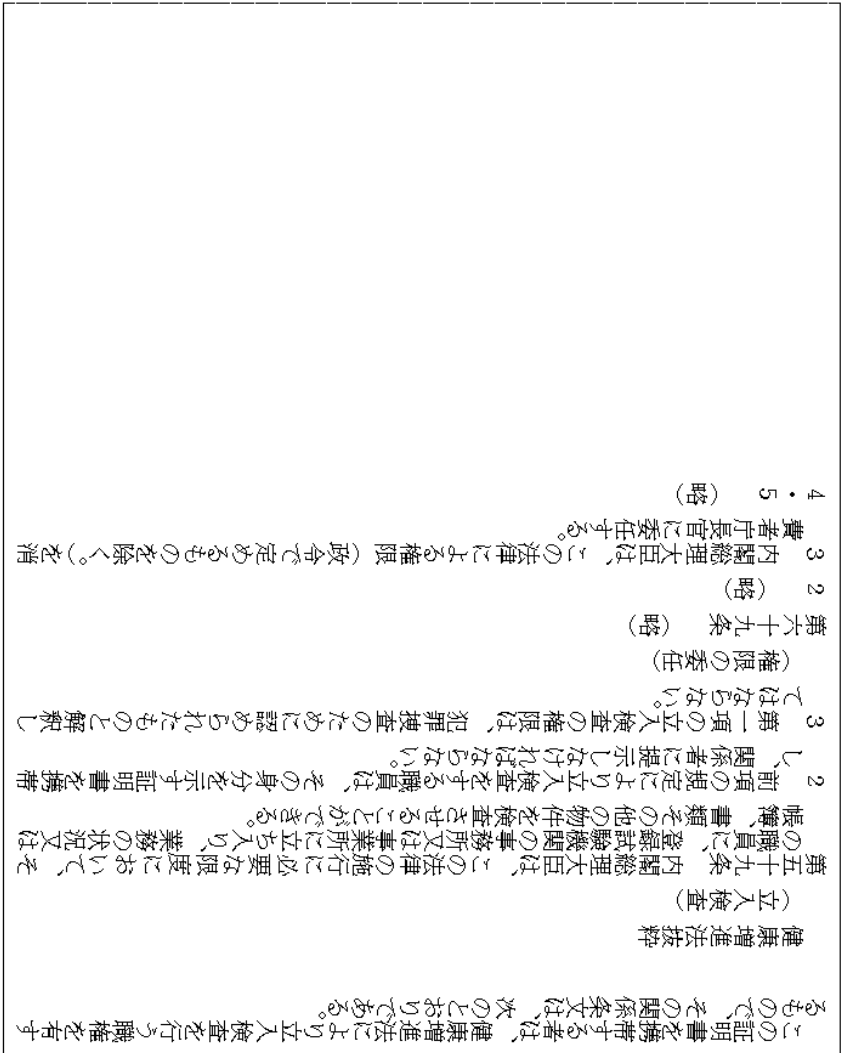 この証明書を携帯する者は、健康増進法により立入検査を行う職権を有す
るもので、その関係条文は、次のとおりである。
健康増進法抜粋
（立入検査）
第五十九条　内閣総理大臣は、この法律の施行に必要な限度において、そ
の職員に、登録試験機関の事務所又は事業所に立ち入り、業務の状況又は
帳簿、書類その他の物件を検査させることができる。
2　前項の規定により立入検査をする職員は、その身分を示す証明書を携帯
し、関係者に提示しなければならない。
3　第一項の立入検査の権限は、犯罪捜査のために認められたものと解釈し
てはならない。
（権限の委任）
第六十九条　（略）
2　（略）
3　内閣総理大臣は、この法律による権限（政令で定めるものを除く。）を消
費者庁長官に委任する。
4・5　（略）